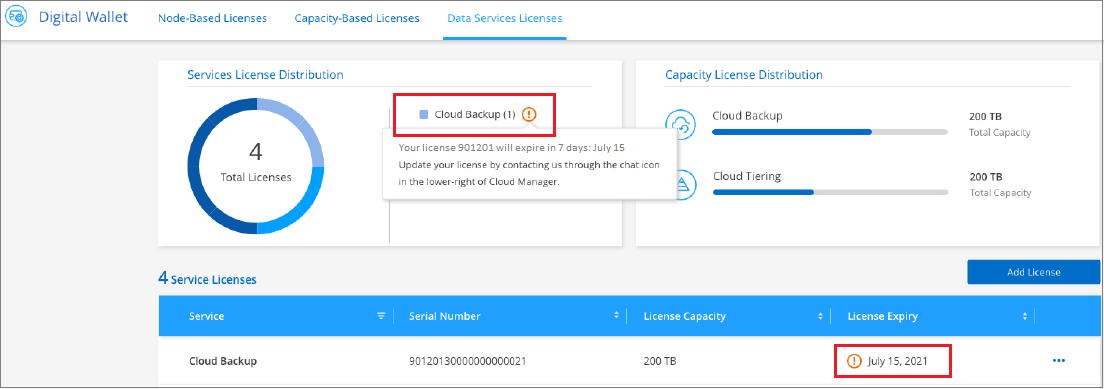 Digital Wallet
Node-Based Licenses
Capacity-Based Licenses
Data Services Licenses
Services License Distribution
4
Total Licenses
Cloud Backup (1)
Your license 901201 will expire in 7 days: July 15
Update your license by contacting us through the chat icon
in the lower-right of Cloud Manager.
Capacity License Distribution
Cloud Backup
200 TB
Total Capacity
Cloud Tiering
200 TB
Total Capacity
4 Service Licenses
Add License
Service
Serial Number
License Capacity
License Expiry
Cloud Backup
90120130000000000021
200 TB
July 15, 2021